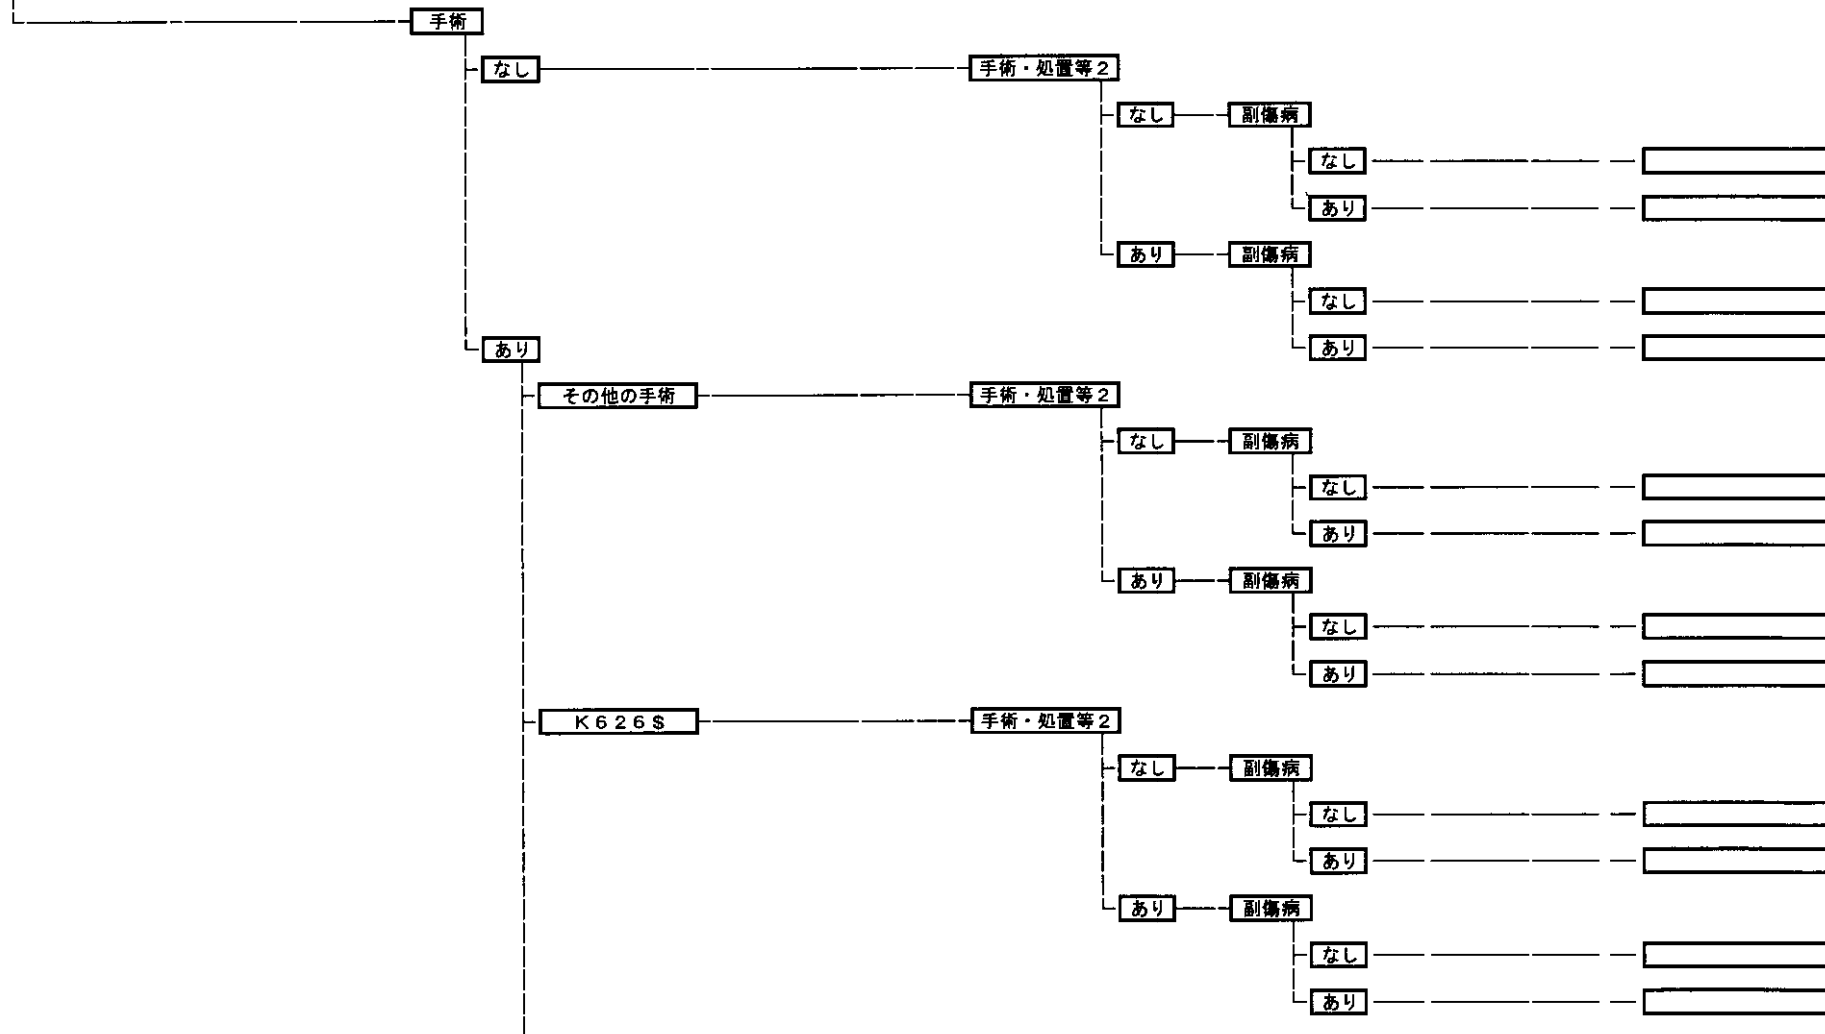 手術
なし 手術・処置等2
なし 副傷病
なし
あり
あり 副傷病
なし
あり
あり
その他の手術 手術・処置等2
なし 副傷病
なし
あり
あり 副傷病
なし
あり
K626$ 手術・処置等2
なし 副傷病
なし
あり
あり 副傷病
なし
あり